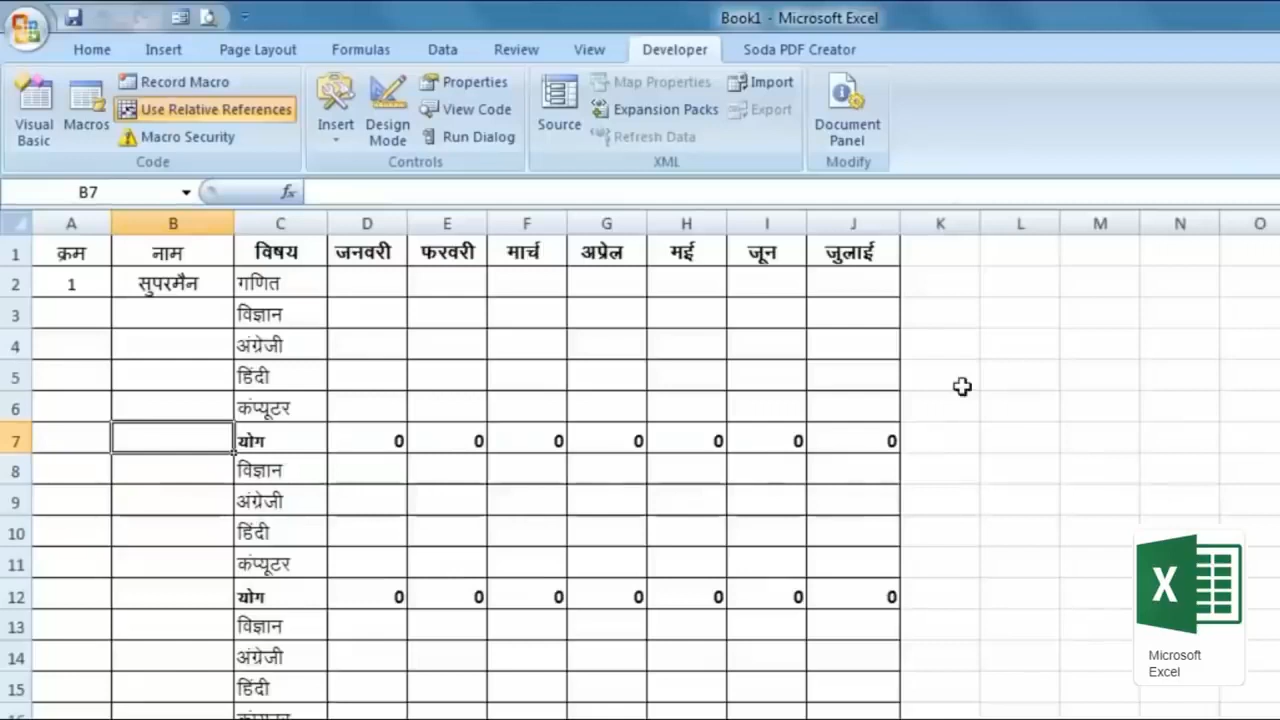 Book1 - Microsoft Excel
Home Insert Page Layout Formulas Data Review View Developer Soda PDF Creator
Visual Basic
Macros
Record Macro
Use Relative References
Macro Security
Code
Insert
Design Mode
Properties
View Code
Run Dialog
Controls
Source
Map Properties
Expansion Packs
Refresh Data
Import
Export
XML
Document Panel
Modify
B7 fx
A B C D E F G H I J K L M N O
1 क्रम नाम विषय जनवरी फरवरी मार्च अप्रेल मई जून जुलाई
2 1 सुपरमैन गणित
3 विज्ञान
4 अंग्रेजी
5 हिंदी
6 कंप्यूटर
7 योग 0 0 0 0 0 0 0
8 विज्ञान
9 अंग्रेजी
10 हिंदी
11 कंप्यूटर
12 योग 0 0 0 0 0 0 0
13 विज्ञान
14 अंग्रेजी
15 हिंदी
Microsoft
Excel